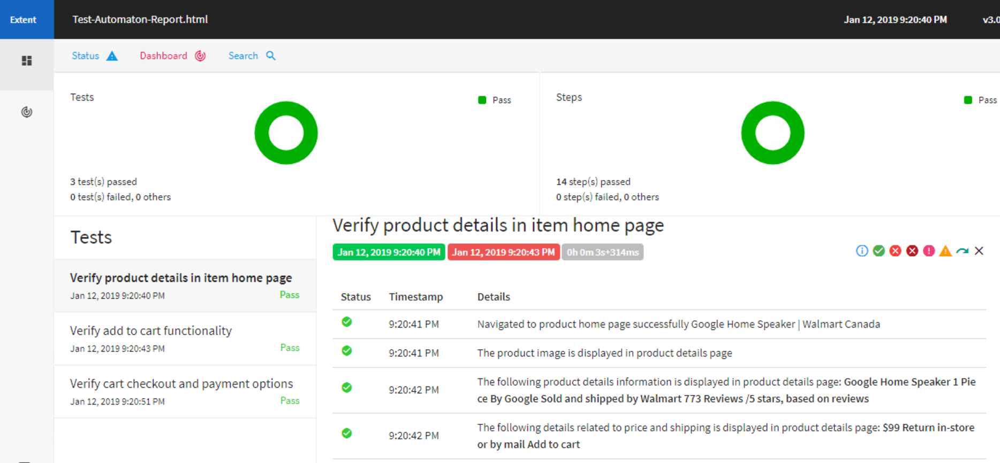 Extent
Test-Automaton-Report.html
Jan 12, 2019 9:20:40 PM
v3.0
Status
Dashboard
Search
Tests
Pass
3 test(s) passed
0 test(s) failed, 0 others
Steps
Pass
14 step(s) passed
0 step(s) failed, 0 others
Tests
Verify product details in item home page
Jan 12, 2019 9:20:40 PM
Pass
Verify add to cart functionality
Jan 12, 2019 9:20:43 PM
Pass
Verify cart checkout and payment options
Jan 12, 2019 9:20:51 PM
Pass
Verify product details in item home page
Jan 12, 2019 9:20:40 PM
Jan 12, 2019 9:20:43 PM
0h 0m 3s+314ms
Status Timestamp Details
9:20:41 PM Navigated to product home page successfully Google Home Speaker | Walmart Canada
9:20:41 PM The product image is displayed in product details page
9:20:42 PM The following product details information is displayed in product details page: Google Home Speaker 1 Pie
ce By Google Sold and shipped by Walmart 773 Reviews /5 stars, based on reviews
9:20:42 PM The following details related to price and shipping is displayed in product details page: $99 Return in-store
or by mail Add to cart